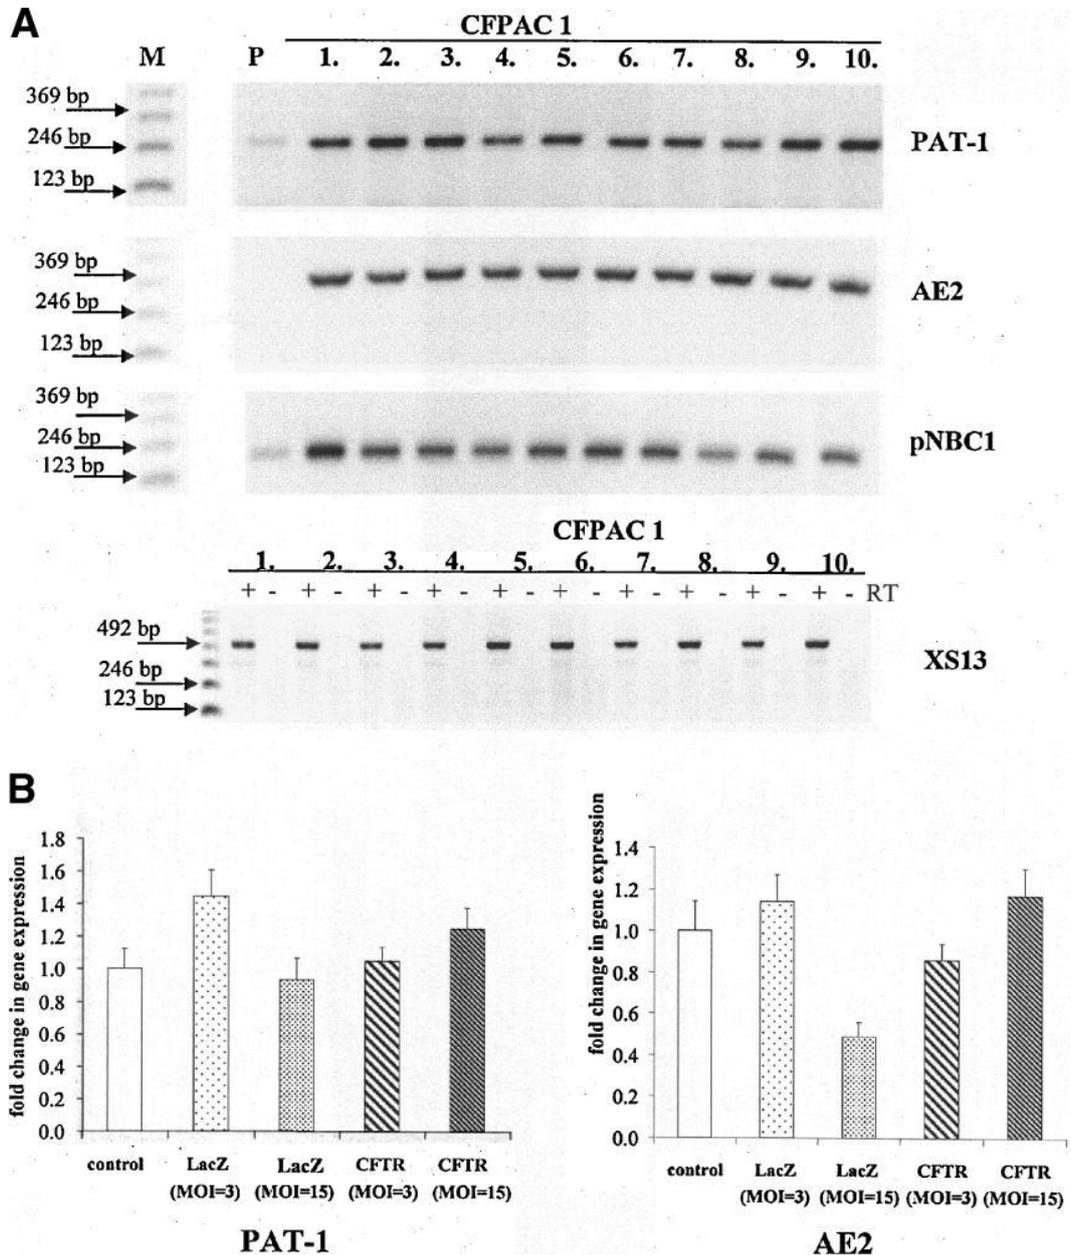 A
CFPAC 1
M P 1. 2. 3. 4. 5. 6. 7. 8. 9. 10.
369 bp
246 bp
123 bp
PAT-1
369 bp
246 bp
123 bp
AE2
369 bp
246 bp
123 bp
pNBC1
CFPAC 1
1. 2. 3. 4. 5. 6. 7. 8. 9. 10.
+ - + - + - + - + - + - + - + - + - + - RT
492 bp
246 bp
123 bp
XS13
B
fold change in gene expression
1.8
1.6
1.4
1.2
1.0
0.8
0.6
0.4
0.2
0.0
control LacZ LacZ CFTR CFTR
(MOI=3) (MOI=15) (MOI=3) (MOI=15)
PAT-1
fold change in gene expression
1.4
1.2
1.0
0.8
0.6
0.4
0.2
0.0
control LacZ LacZ CFTR CFTR
(MOI=3) (MOI=15) (MOI=3) (MOI=15)
AE2